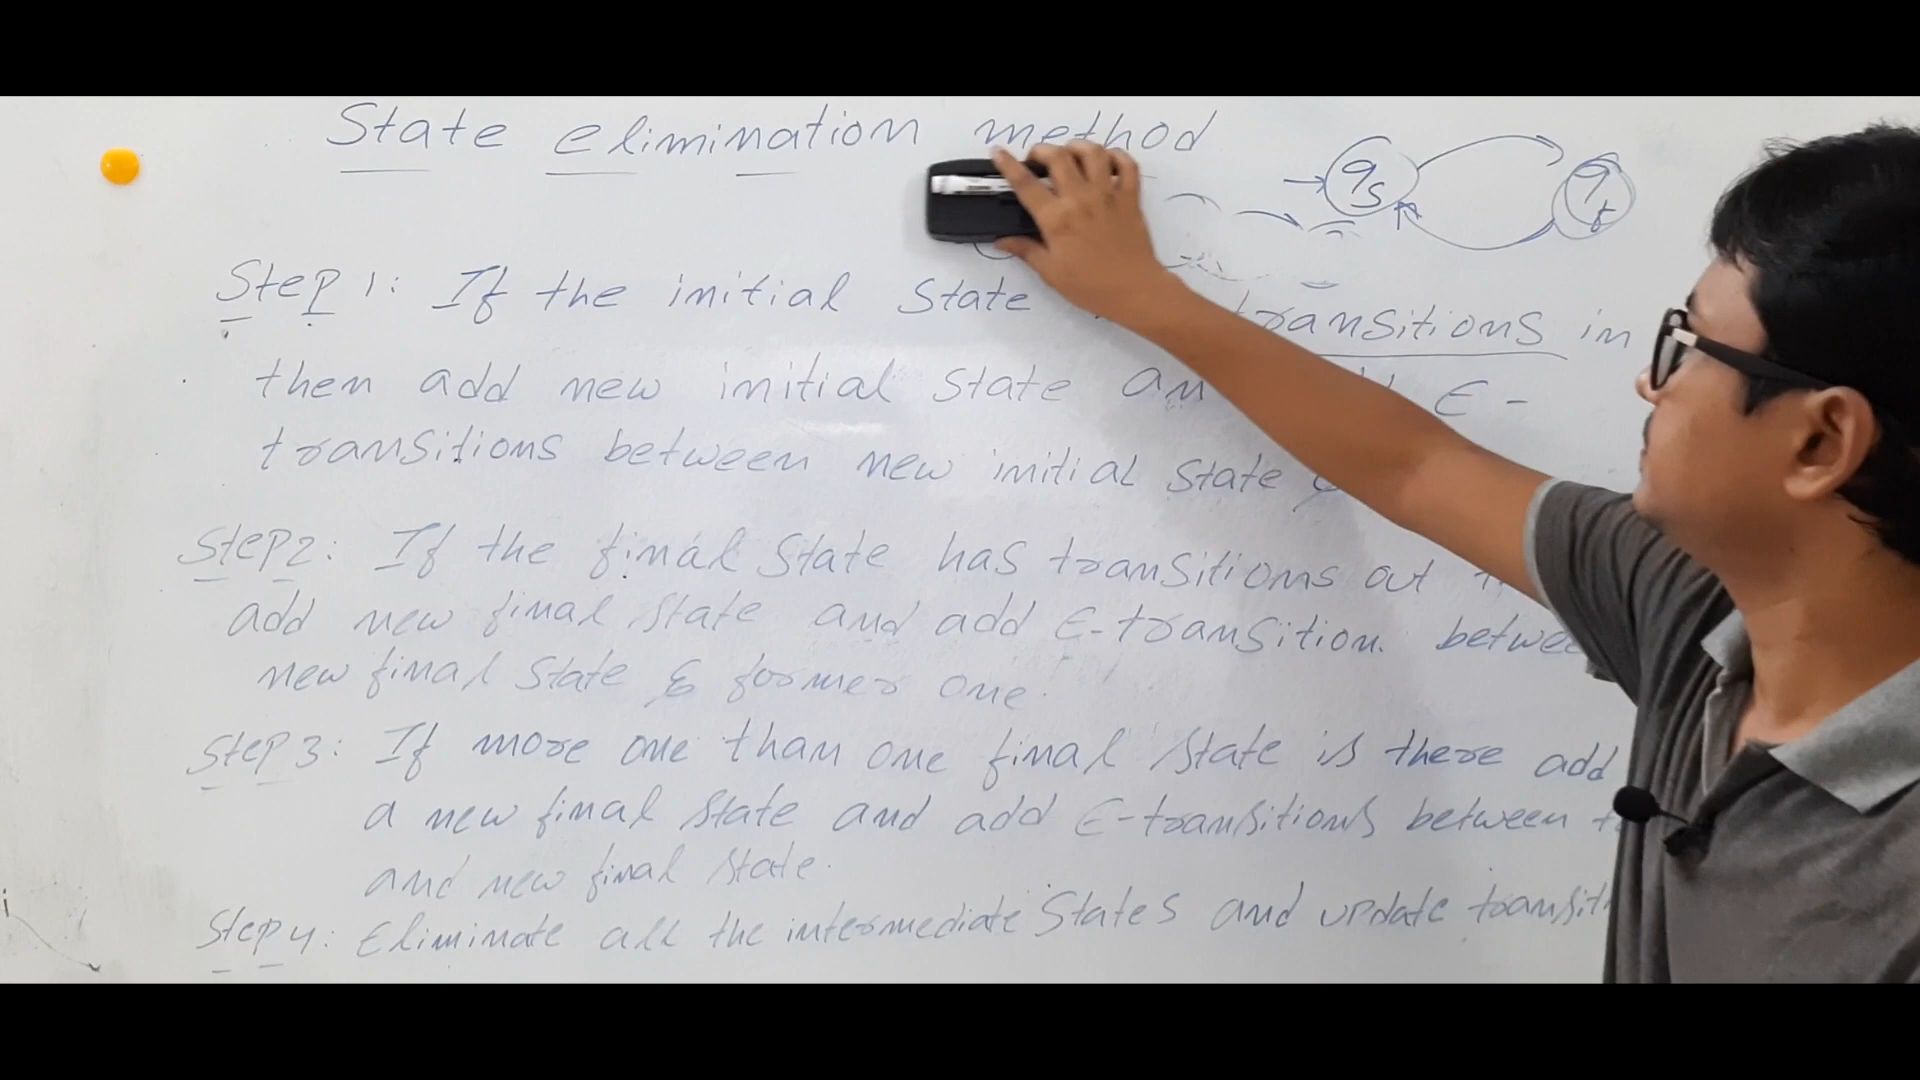 State elimination method
qs qf
Step 1: If the initial State transitions in
then add new initial state an E-
transitions between new initial state
Step2: If the final State has transitions out
add new final state and add E-transition. betwee
new final State & former one.
Step 3: If more one than one final state is there add
a new final state and add E-transitions between
and new final state.
Step 4: Eliminate all the intermediate States and update transit